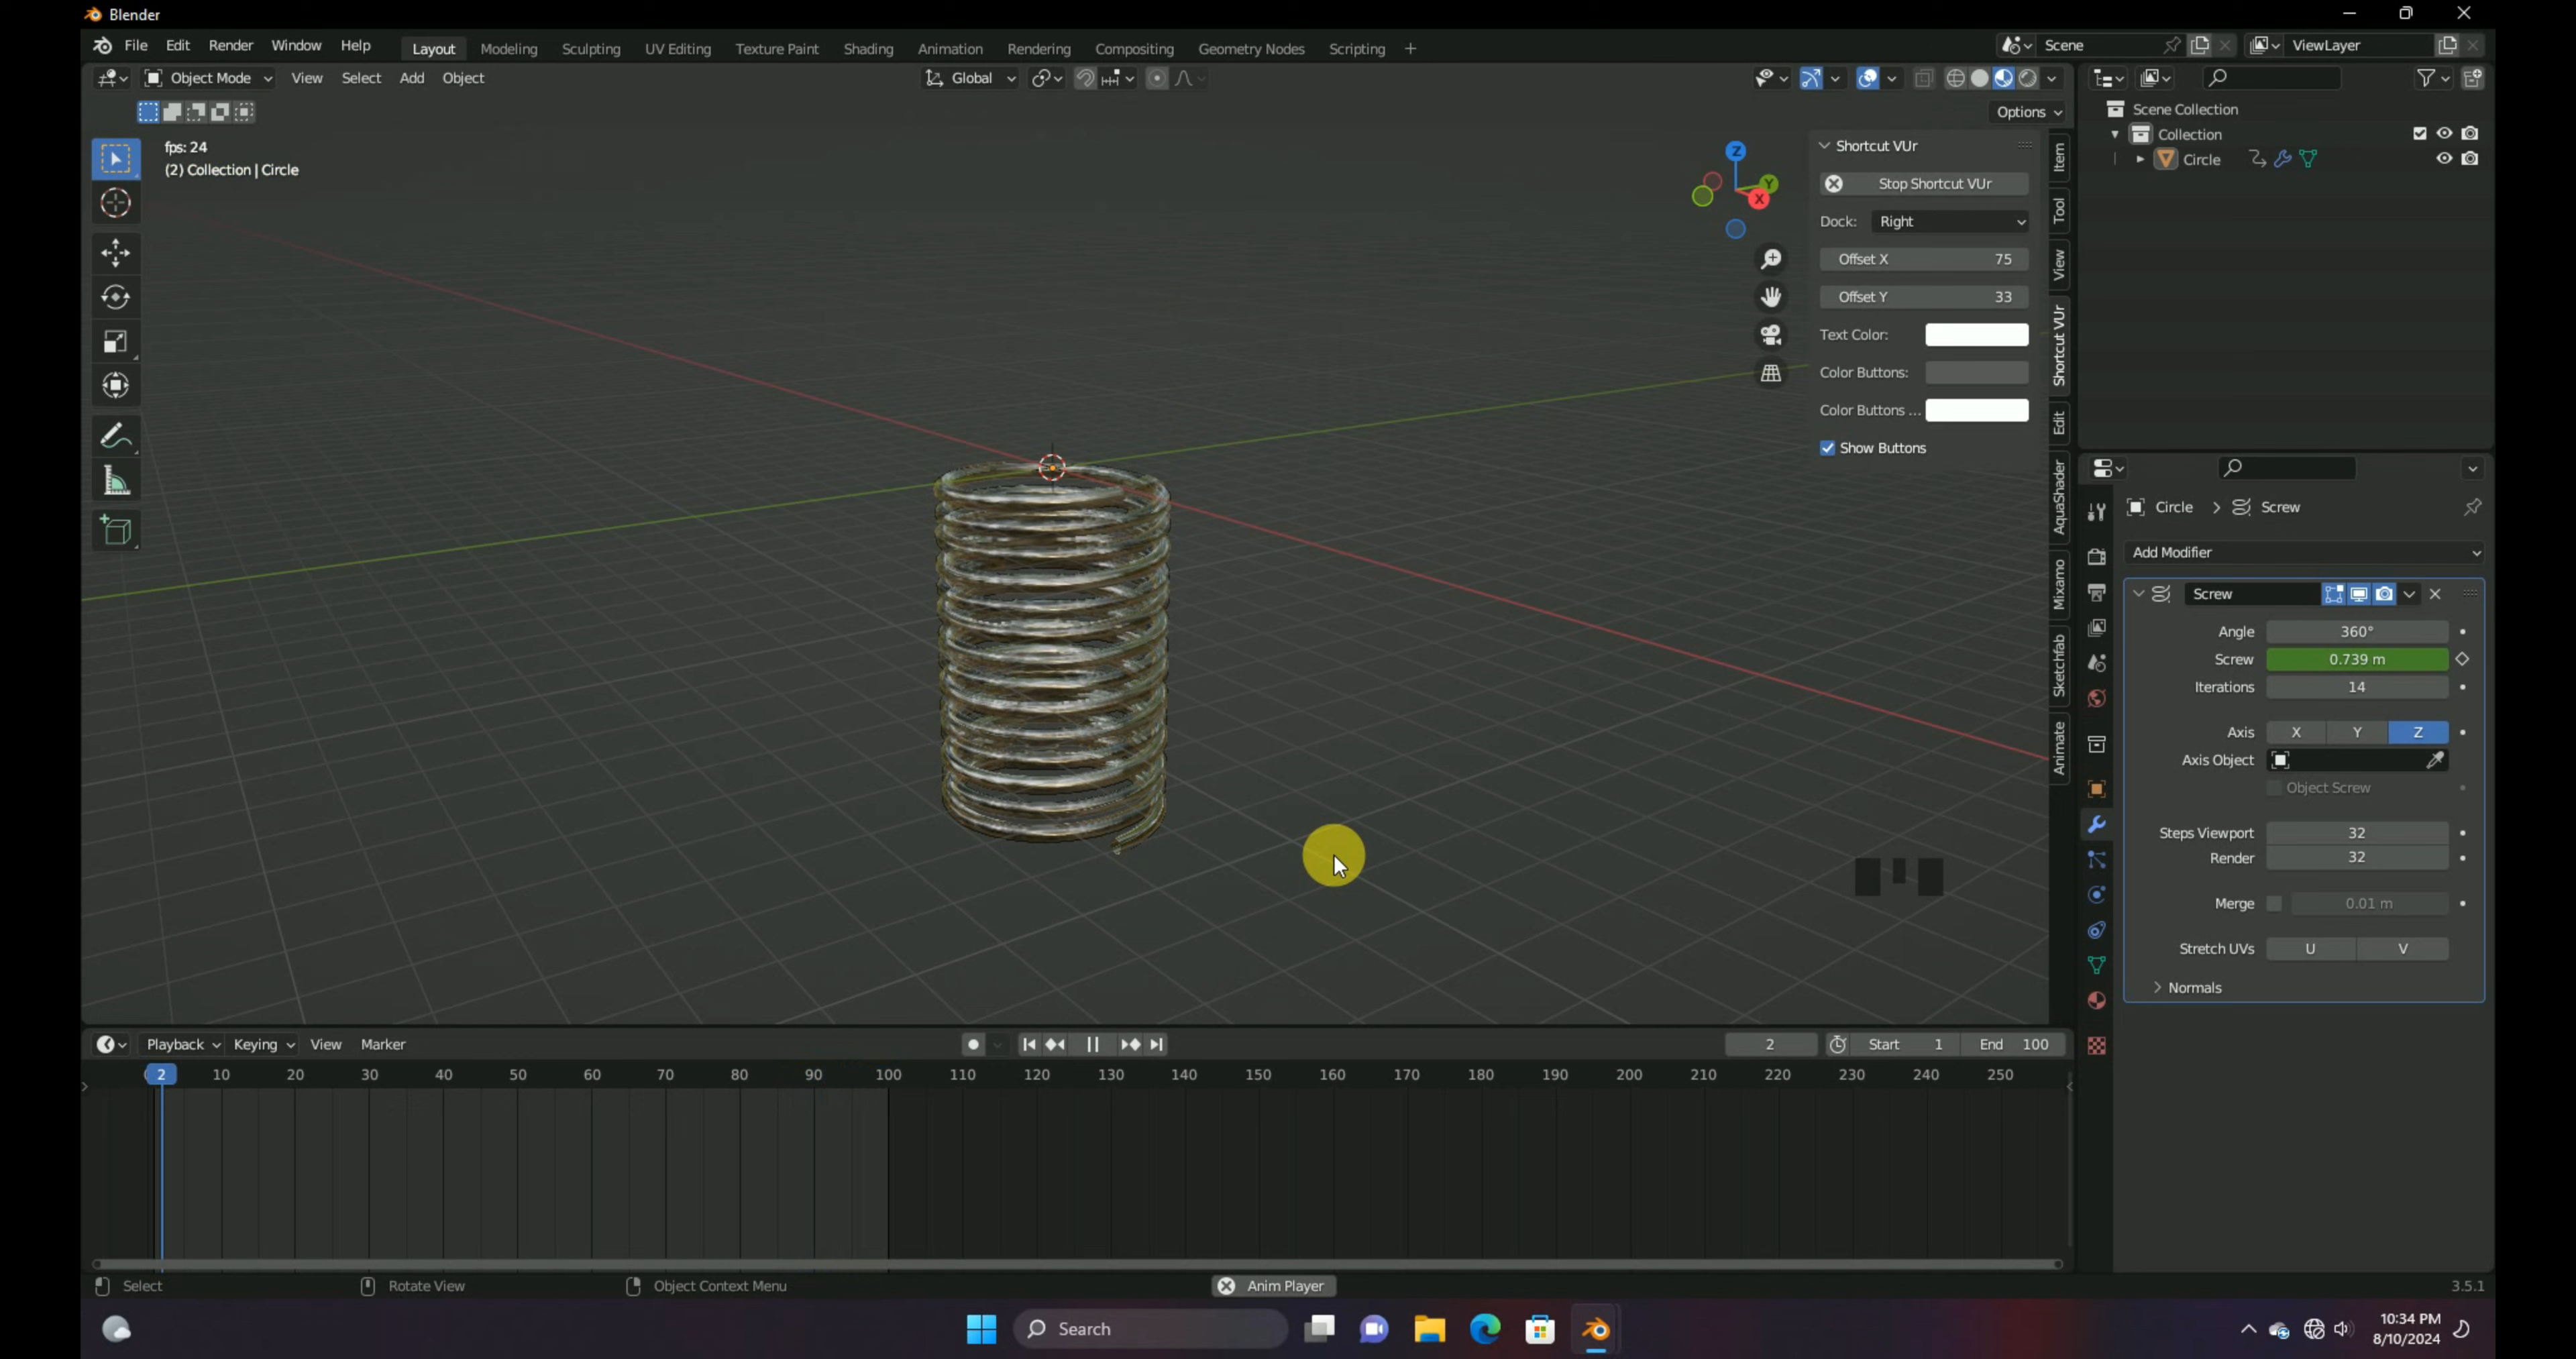 Blender
File Edit Render Window Help Layout Modeling Sculpting UV Editing Texture Paint Shading Animation Rendering Compositing Geometry Nodes Scripting + Scene ViewLayer
Object Mode View Select Add Object Global
Options
fps: 24
(2) Collection | Circle
Z
Y
X
Shortcut VUr
Stop Shortcut VUr
Dock: Right
Offset X 75
Offset Y 33
Text Color:
Color Buttons:
Color Buttons ...
Show Buttons
Item
Tool
View
Shortcut VUr
Edit
AquaShader
Mixamo
Sketchfab
Animate
Scene Collection
Collection
Circle
Circle > Screw
Add Modifier
Screw
Angle 360°
Screw 0.739 m
Iterations 14
Axis X Y Z
Axis Object
Object Screw
Steps Viewport 32
Render 32
Merge 0.01 m
Stretch UVs U V
Normals
Playback Keying View Marker 2 Start 1 End 100
2 10 20 30 40 50 60 70 80 90 100 110 120 130 140 150 160 170 180 190 200 210 220 230 240 250
Select Rotate View Object Context Menu Anim Player 3.5.1
Search
10:34 PM
8/10/2024